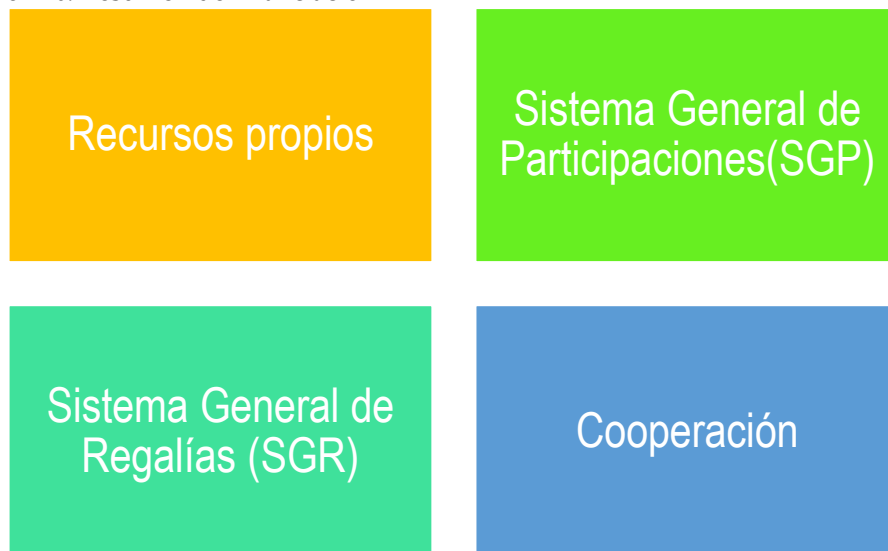 Recursos propios
Sistema General de
Participaciones(SGP)
Sistema General de
Regalías (SGR)
Cooperación